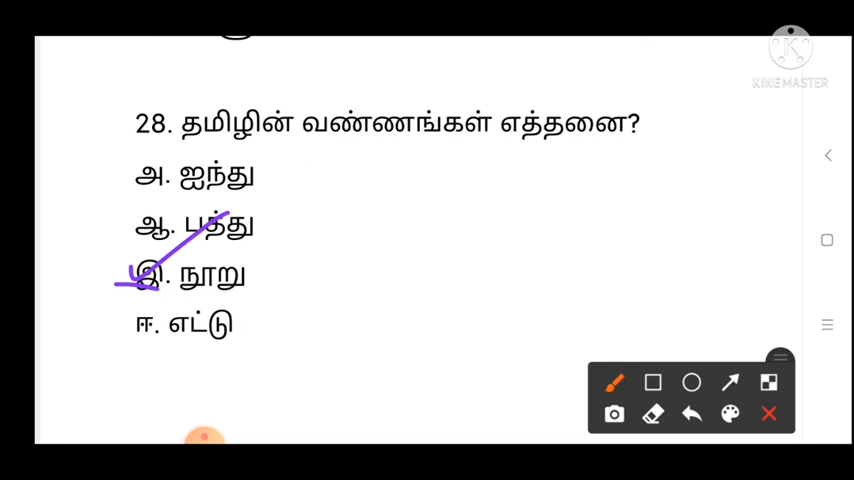 KINEMASTER
28. தமிழின் வண்ணங்கள் எத்தனை?
அ. ஐந்து
ஆ. பத்து
இ. நூறு
ஈ. எட்டு